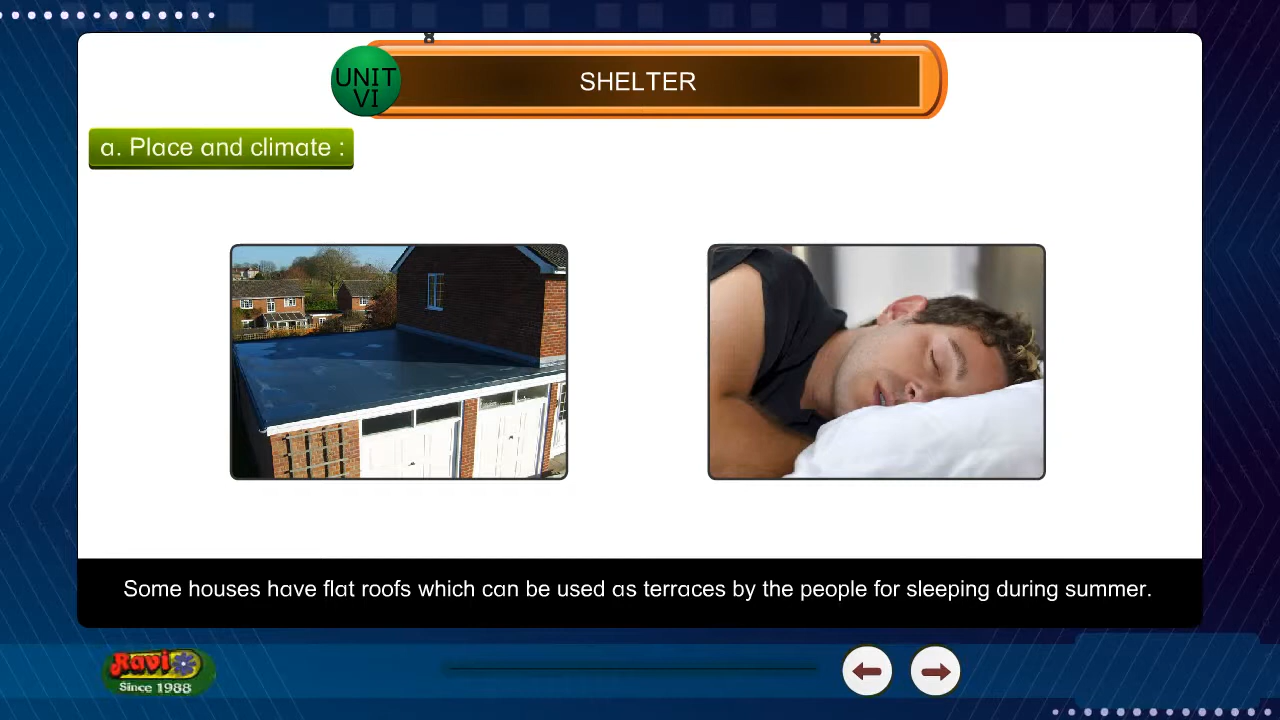 UNIT
VI
SHELTER
a. Place and climate :
Some houses have flat roofs which can be used as terraces by the people for sleeping during summer.
Ravi
Since 1988